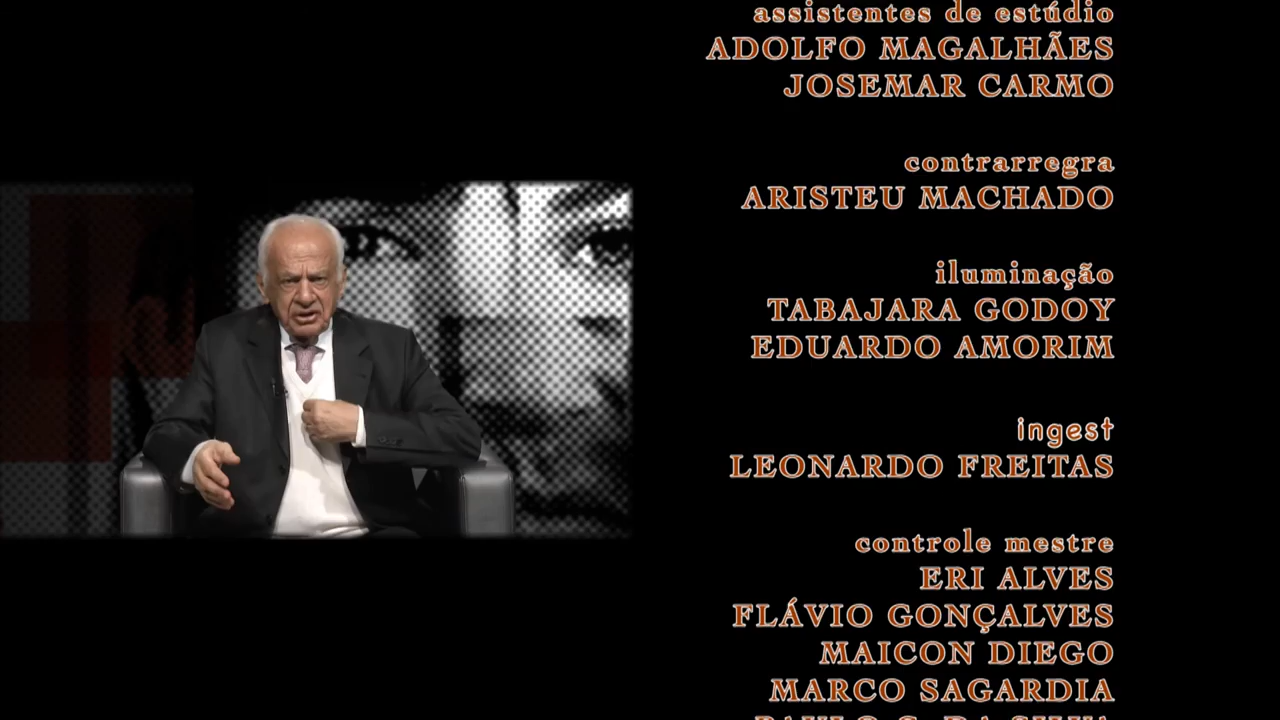 assistentes de estúdio
ADOLFO MAGALHÃES
JOSEMAR CARMO
contrarregra
ARISTEU MACHADO
iluminação
TABAJARA GODOY
EDUARDO AMORIM
ingest
LEONARDO FREITAS
controle mestre
ERI ALVES
FLÁVIO GONÇALVES
MAICON DIEGO
MARCO SAGARDIA